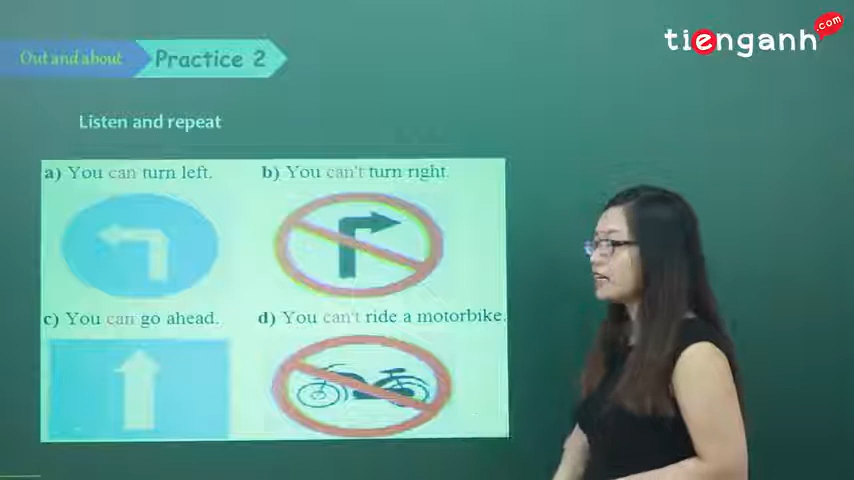 Out and about
Practice 2
tienganh.com
Listen and repeat
a) You can turn left.
b) You can't turn right.
c) You can go ahead.
d) You can't ride a motorbike.